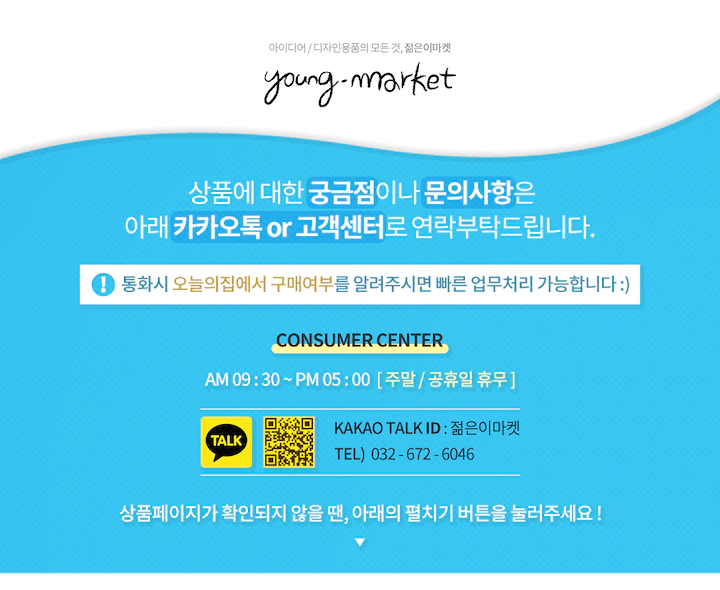 아이디어 / 디자인용품의 모든 것, 젊은이마켓
young-market
상품에 대한 궁금점이나 문의사항은
아래 카카오톡 or 고객센터로 연락부탁드립니다.
! 통화시 오늘의집에서 구매여부를 알려주시면 빠른 업무처리 가능합니다 :)
CONSUMER CENTER
AM 09 : 30 ~ PM 05 : 00 [ 주말 / 공휴일 휴무 ]
TALK
KAKAO TALK ID : 젊은이마켓
TEL) 032 - 672 - 6046
상품페이지가 확인되지 않을 땐, 아래의 펼치기 버튼을 눌러주세요 !